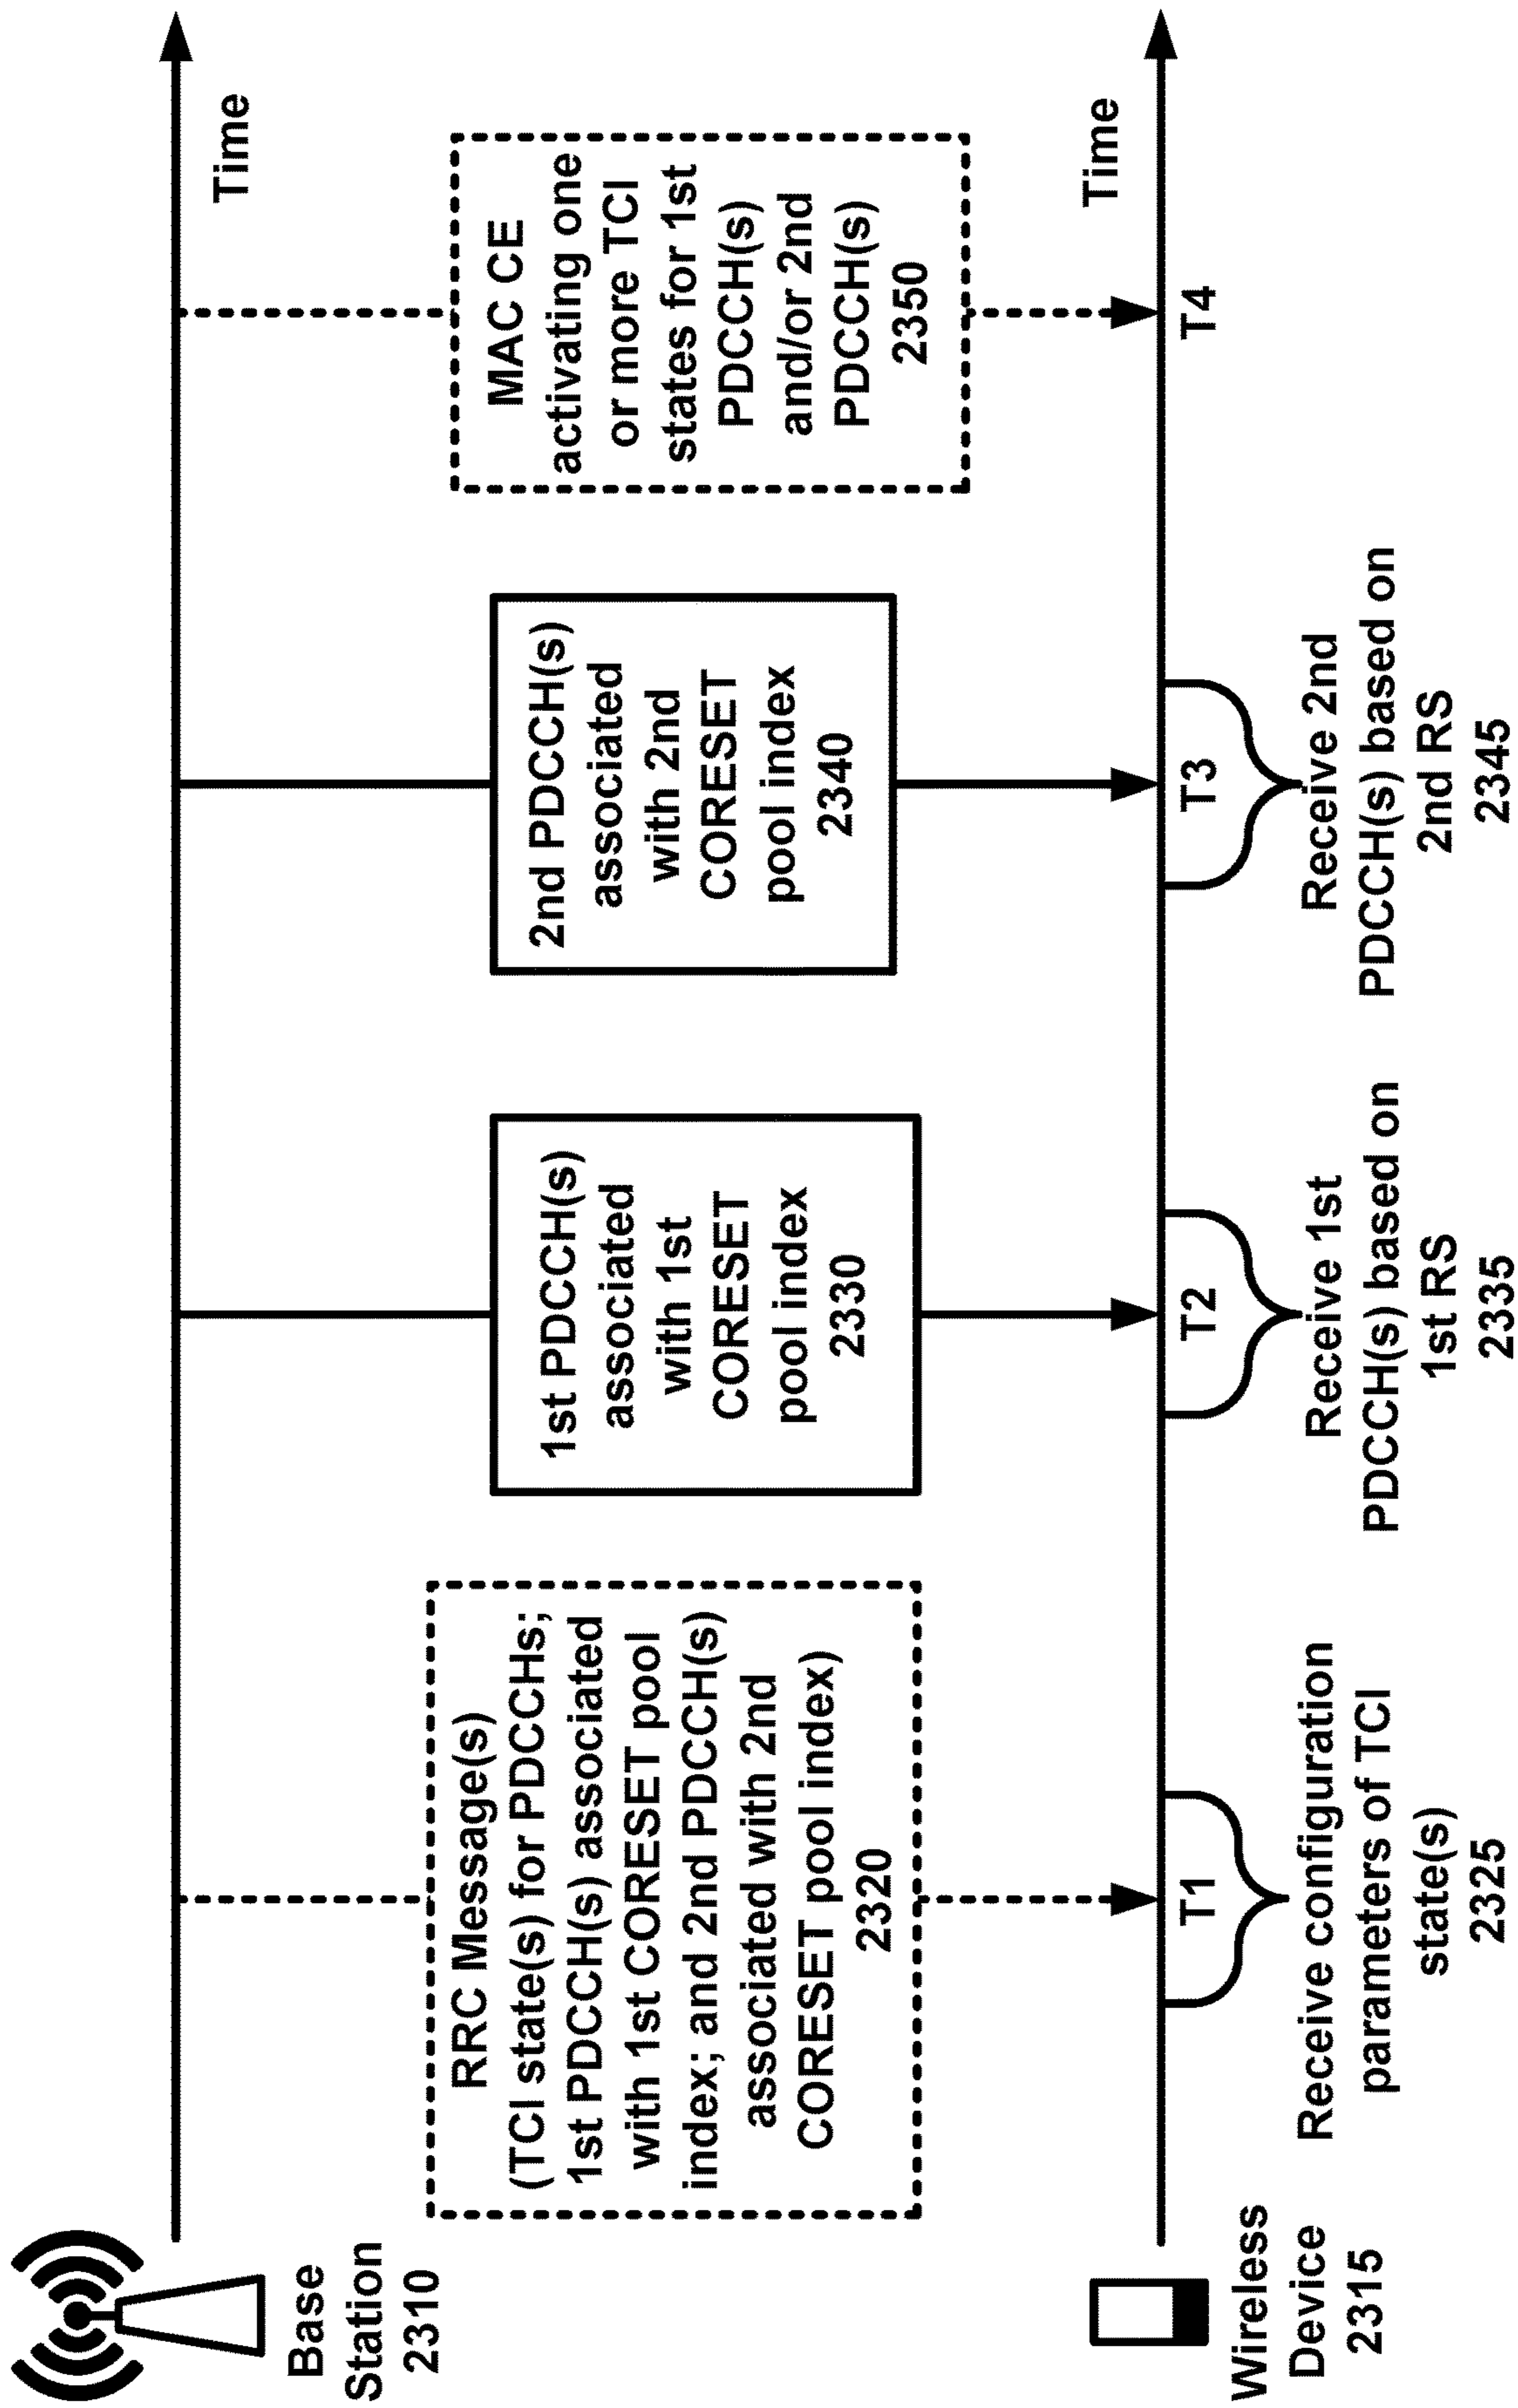 Base
Station
2310
Time
RRC Message(s)
(TCI state(s) for PDCCHs;
1st PDCCH(s) associated
with 1st CORESET pool
index; and 2nd PDCCH(s)
associated with 2nd
CORESET pool index)
2320
1st PDCCH(s)
associated
with 1st
CORESET
pool index
2330
2nd PDCCH(s)
associated
with 2nd
CORESET
pool index
2340
MAC CE
activating one
or more TCI
states for 1st
PDCCH(s)
and/or 2nd
PDCCH(s)
2350
Wireless
Device
2315
Time
T1
T2
T3
T4
Receive configuration
parameters of TCI
state(s)
2325
Receive 1st
PDCCH(s) based on
1st RS
2335
Receive 2nd
PDCCH(s) based on
2nd RS
2345